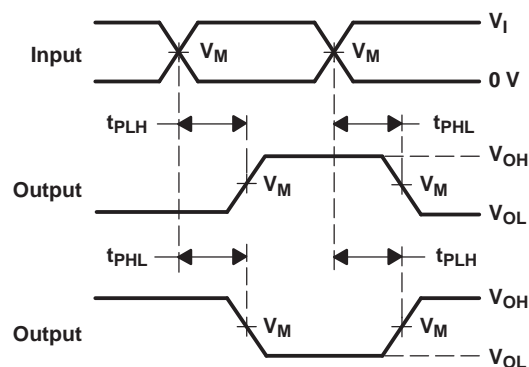 V_I
Input
V_M
V_M
0 V
t_PLH
t_PHL
V_OH
Output
V_M
V_M
V_OL
t_PHL
t_PLH
V_OH
Output
V_M
V_M
V_OL